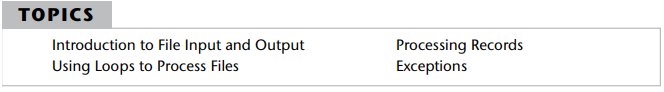 TOPICS
Introduction to File Input and Output
Using Loops to Process Files
Processing Records
Exceptions